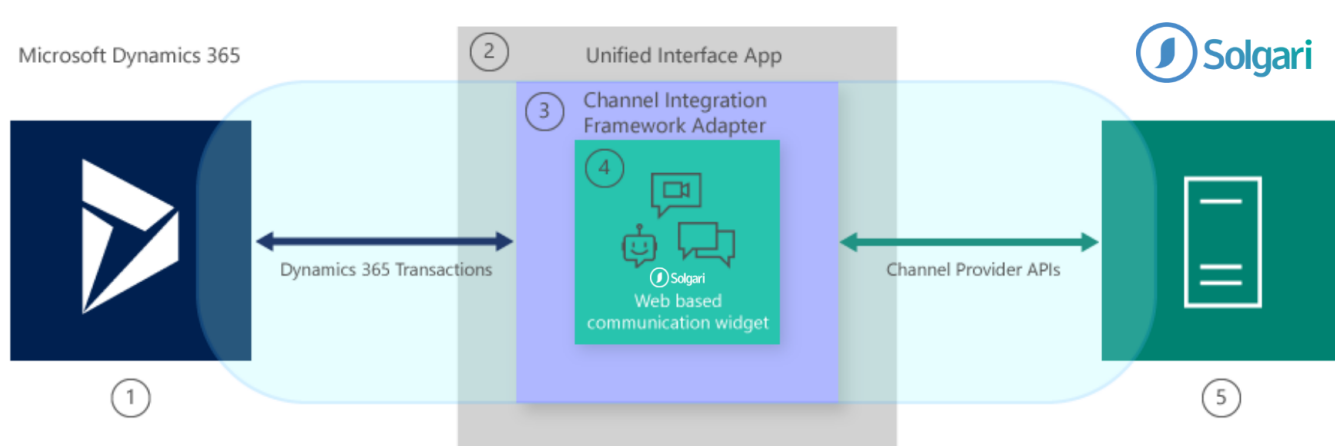 Microsoft Dynamics 365
2
Unified Interface App
Solgari
3
Channel Integration
Framework Adapter
4
Dynamics 365 Transactions
Channel Provider APIs
Solgari
Web based
communication widget
1
5